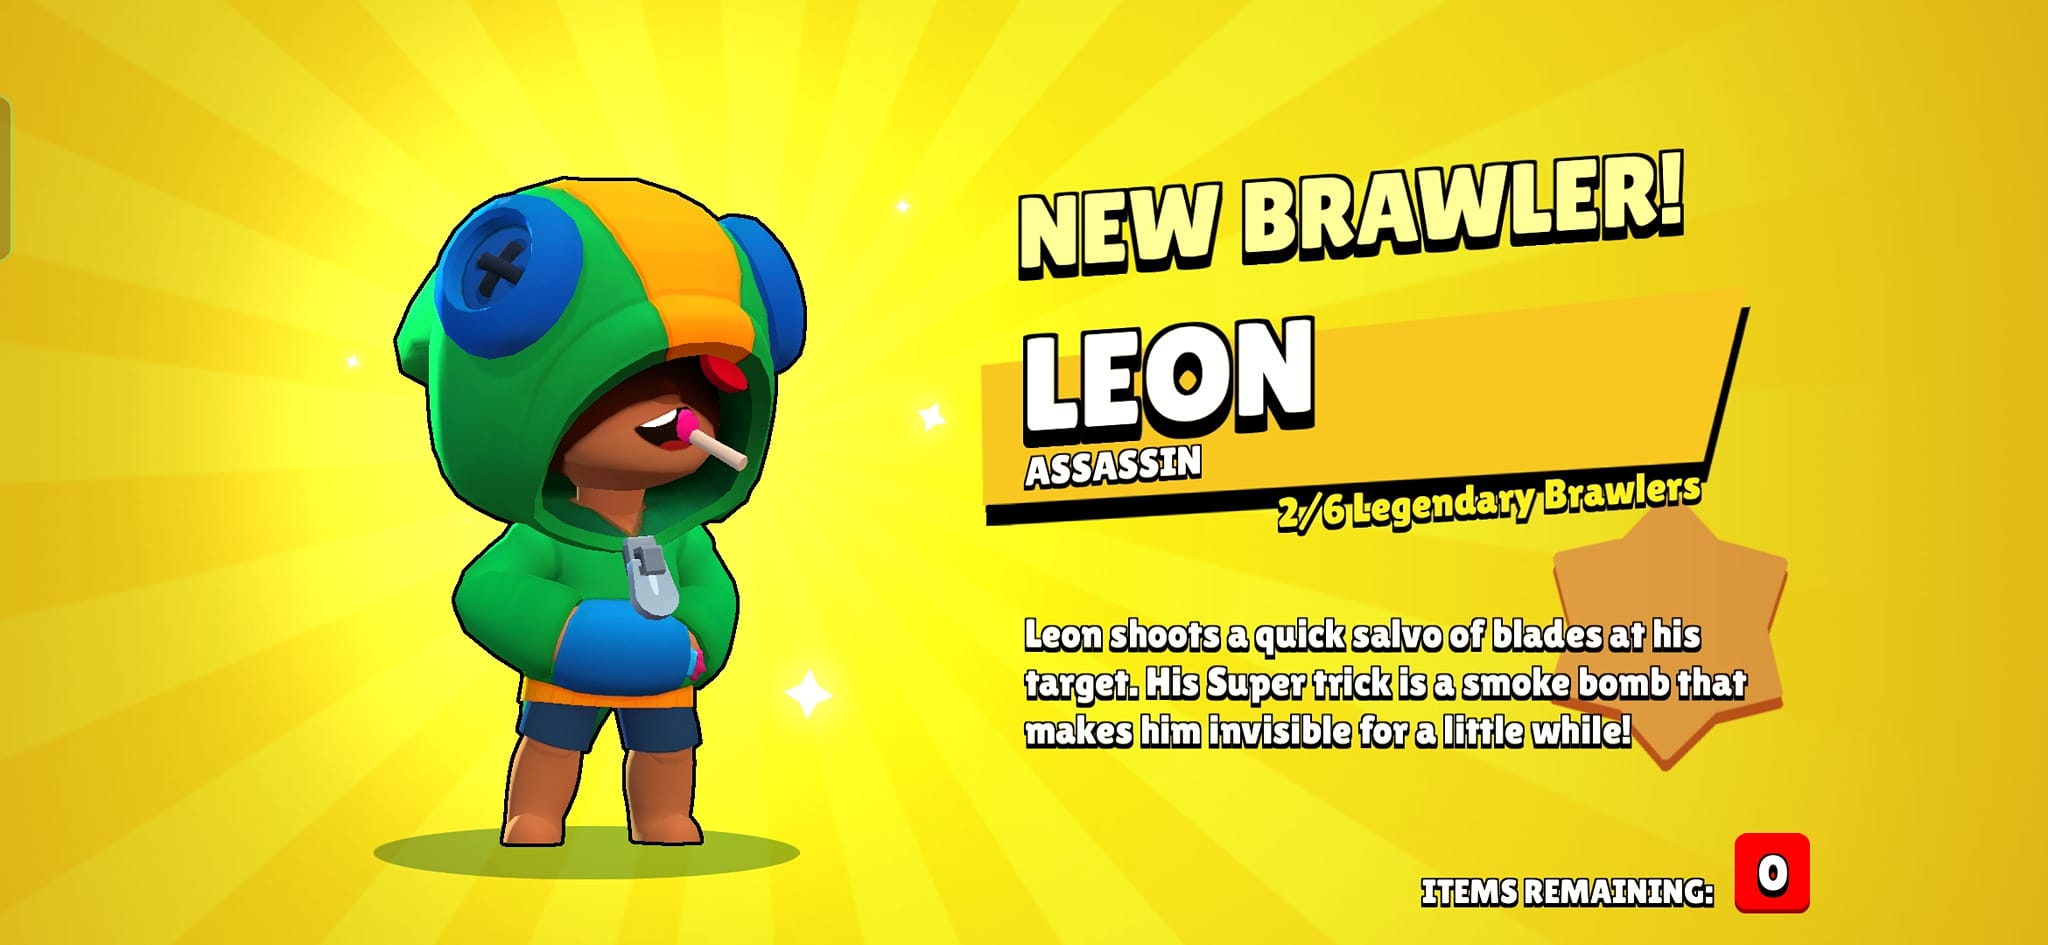 NEW BRAWLER!
LEON
ASSASSIN
2/6 Legendary Brawlers
Leon shoots a quick salvo of blades at his
target. His Super trick is a smoke bomb that
makes him invisible for a little while!
ITEMS REMAINING: 0